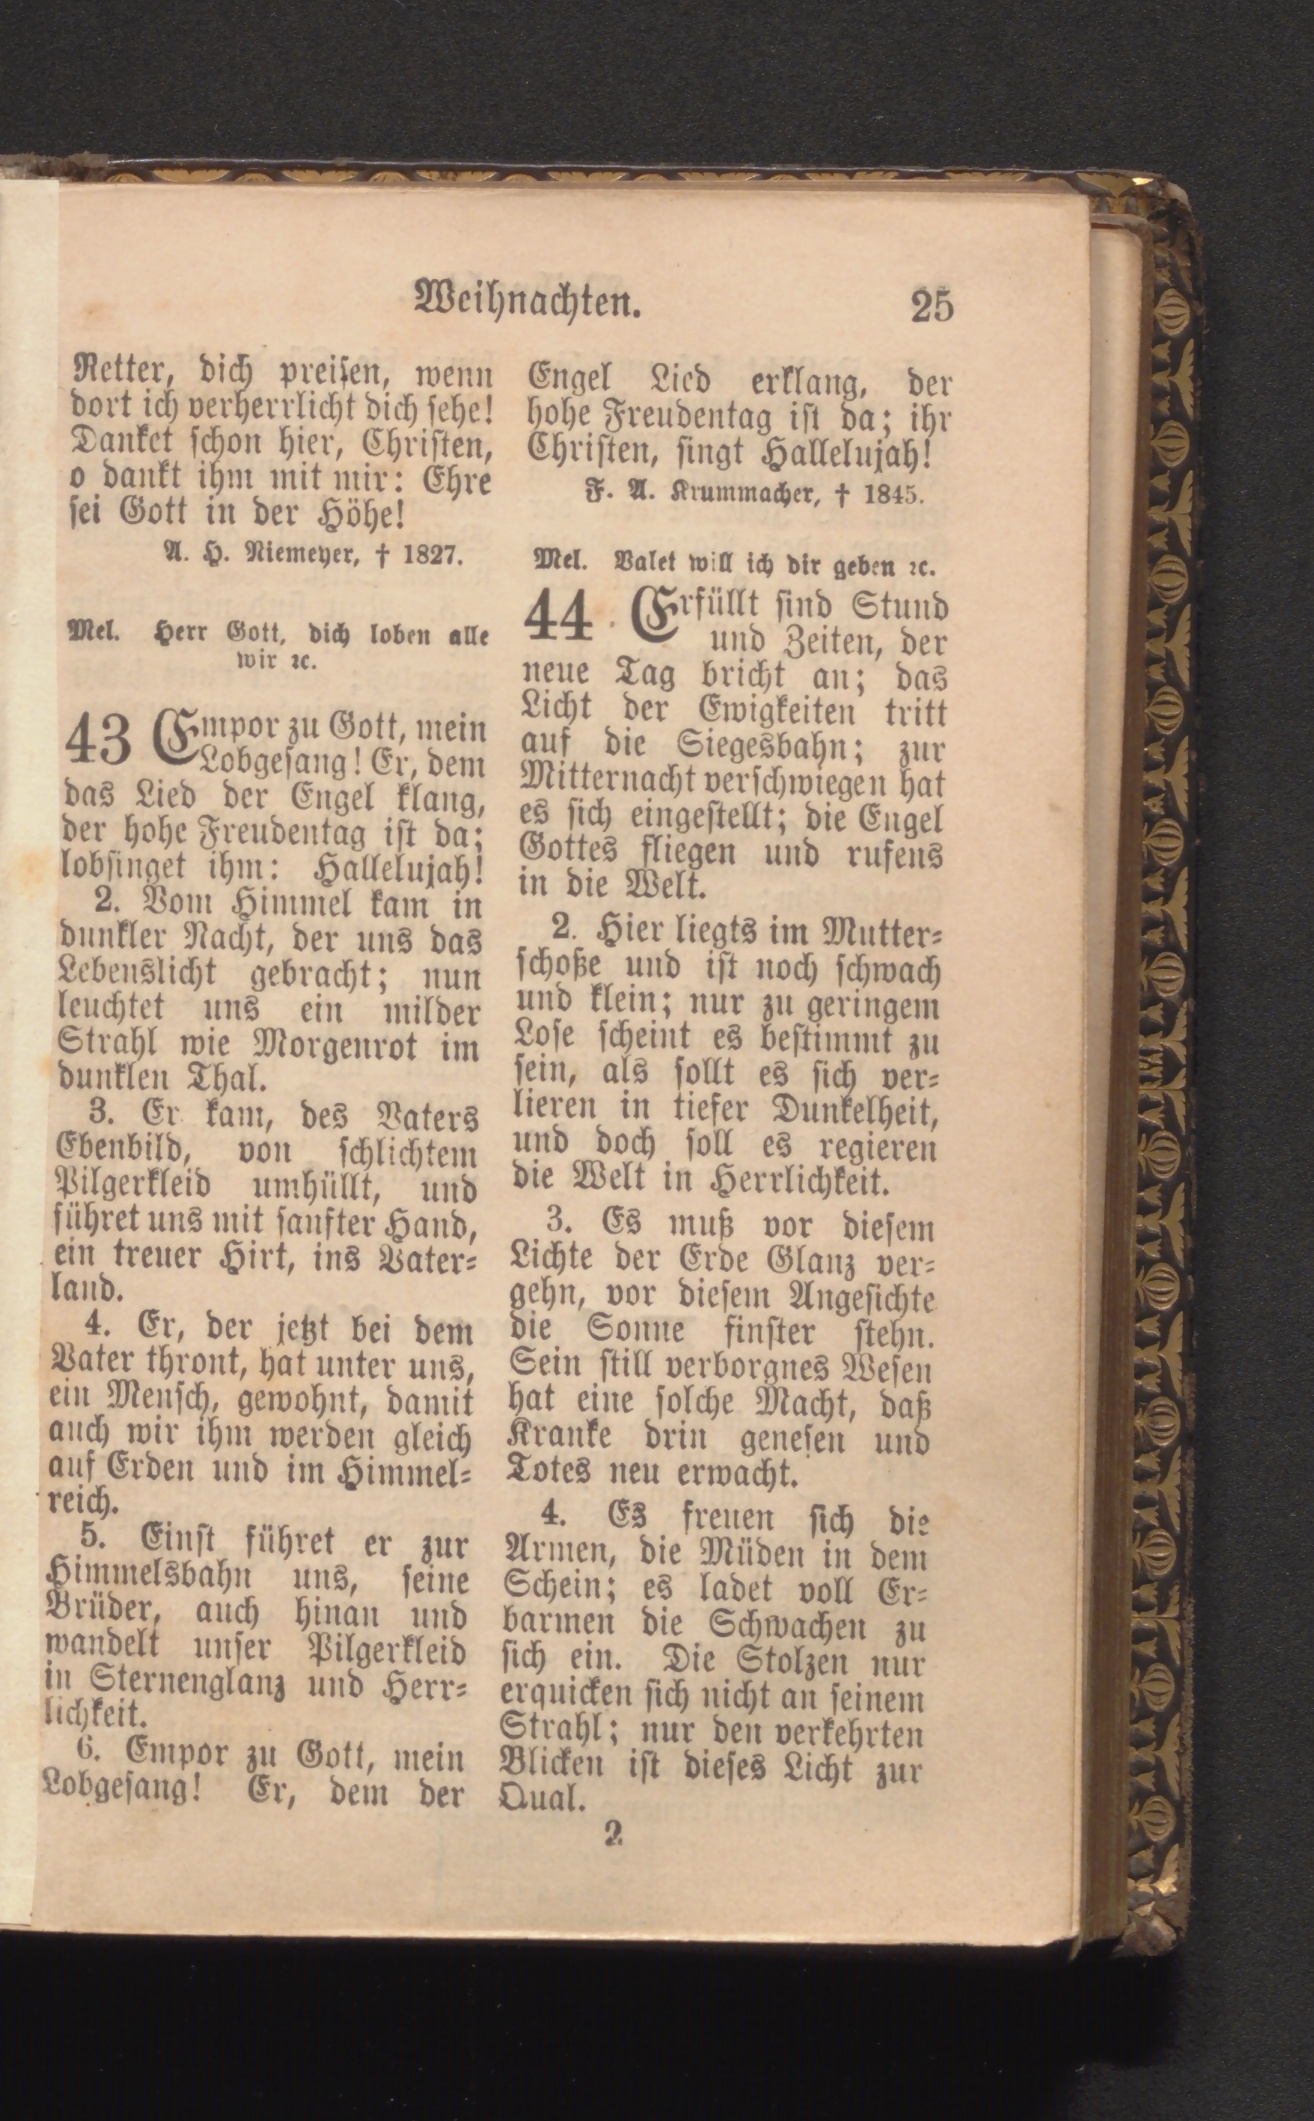 Weihnachten. 25
Retter, dich preisen, wenn
dort ich verherrlicht dich sehe!
Danket schon hier, Christen,
o dankt ihm mit mir: Ehre
sei Gott in der Höhe!
A. H. Niemeyer, † 1827.
Mel. Herr Gott, dich loben alle
wir ꝛc.
43 Empor zu Gott, mein
Lobgesang! Er, dem
das Lied der Engel klang,
der hohe Freudentag ist da;
lobsinget ihm: Hallelujah!
2. Vom Himmel kam in
dunkler Nacht, der uns das
Lebenslicht gebracht; nun
leuchtet uns ein milder
Strahl wie Morgenrot im
dunklen Thal.
3. Er kam, des Vaters
Ebenbild, von schlichtem
Pilgerkleid umhüllt, und
führet uns mit sanfter Hand,
ein treuer Hirt, ins Vater-
land.
4. Er, der jetzt bei dem
Vater thront, hat unter uns,
ein Mensch, gewohnt, damit
auch wir ihm werden gleich
auf Erden und im Himmel-
reich.
5. Einst führet er zur
Himmelsbahn uns, seine
Brüder, auch hinan und
wandelt unser Pilgerkleid
in Sternenglanz und Herr-
lichkeit.
6. Empor zu Gott, mein
Lobgesang! Er, dem der
Engel Lied erklang, der
hohe Freudentag ist da; ihr
Christen, singt Hallelujah!
F. A. Krummacher, † 1845.
Mel. Valet will ich dir geben ꝛc.
44 Erfüllt sind Stund
und Zeiten, der
neue Tag bricht an; das
Licht der Ewigkeiten tritt
auf die Siegesbahn; zur
Mitternacht verschwiegen hat
es sich eingestellt; die Engel
Gottes fliegen und rufens
in die Welt.
2. Hier liegts im Mutter-
schoße und ist noch schwach
und klein; nur zu geringem
Lose scheint es bestimmt zu
sein, als sollt es sich ver-
lieren in tiefer Dunkelheit,
und doch soll es regieren
die Welt in Herrlichkeit.
3. Es muß vor diesem
Lichte der Erde Glanz ver-
gehn, vor diesem Angesichte
die Sonne finster stehn.
Sein still verborgnes Wesen
hat eine solche Macht, daß
Kranke drin genesen und
Totes neu erwacht.
4. Es freuen sich die
Armen, die Müden in dem
Schein; es ladet voll Er-
barmen die Schwachen zu
sich ein. Die Stolzen nur
erquicken sich nicht an seinem
Strahl; nur den verkehrten
Blicken ist dieses Licht zur
Qual.
2